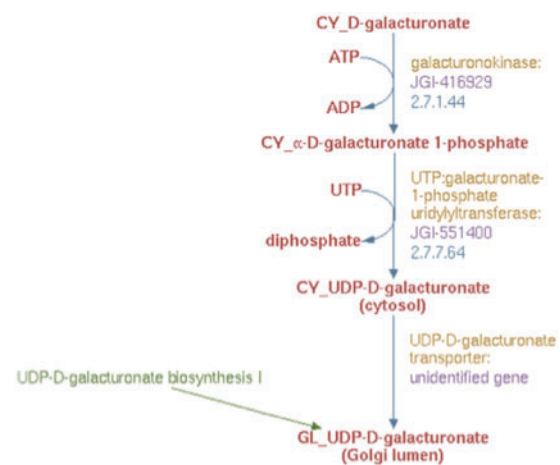 CY_D-galacturonate
ATP
galacturonokinase:
JGI-416929
ADP
2.7.1.44
CY_α-D-galacturonate 1-phosphate
UTP
UTP:galacturonate-
1-phosphate
uridylyltransferase:
diphosphate
JGI-551400
2.7.7.64
CY_UDP-D-galacturonate
(cytosol)
UDP-D-galacturonate
transporter:
unidentified gene
UDP-D-galacturonate biosynthesis I
GL_UDP-D-galacturonate
(Golgi lumen)